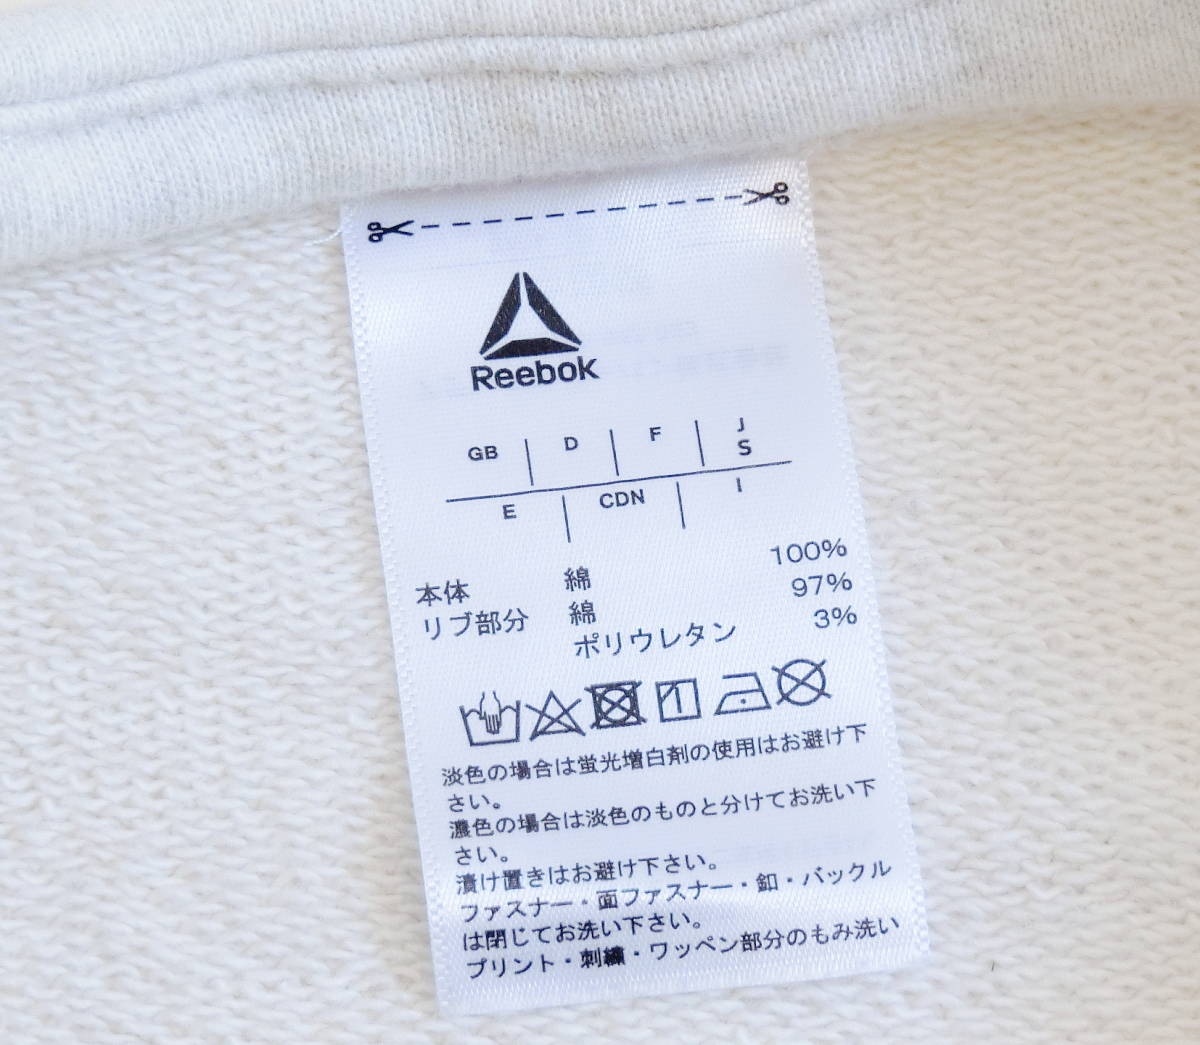 Reebok
GB D F J
S
E CDN I
本体 綿 100%
リブ部分 綿 97%
ポリウレタン 3%
淡色の場合は蛍光増白剤の使用はお避け下
さい。
濃色の場合は淡色のものと分けてお洗い下
さい。
漬け置きはお避け下さい。
ファスナー・面ファスナー・釦・バックル
は閉じてお洗い下さい。
プリント・刺繍・ワッペン部分のもみ洗い